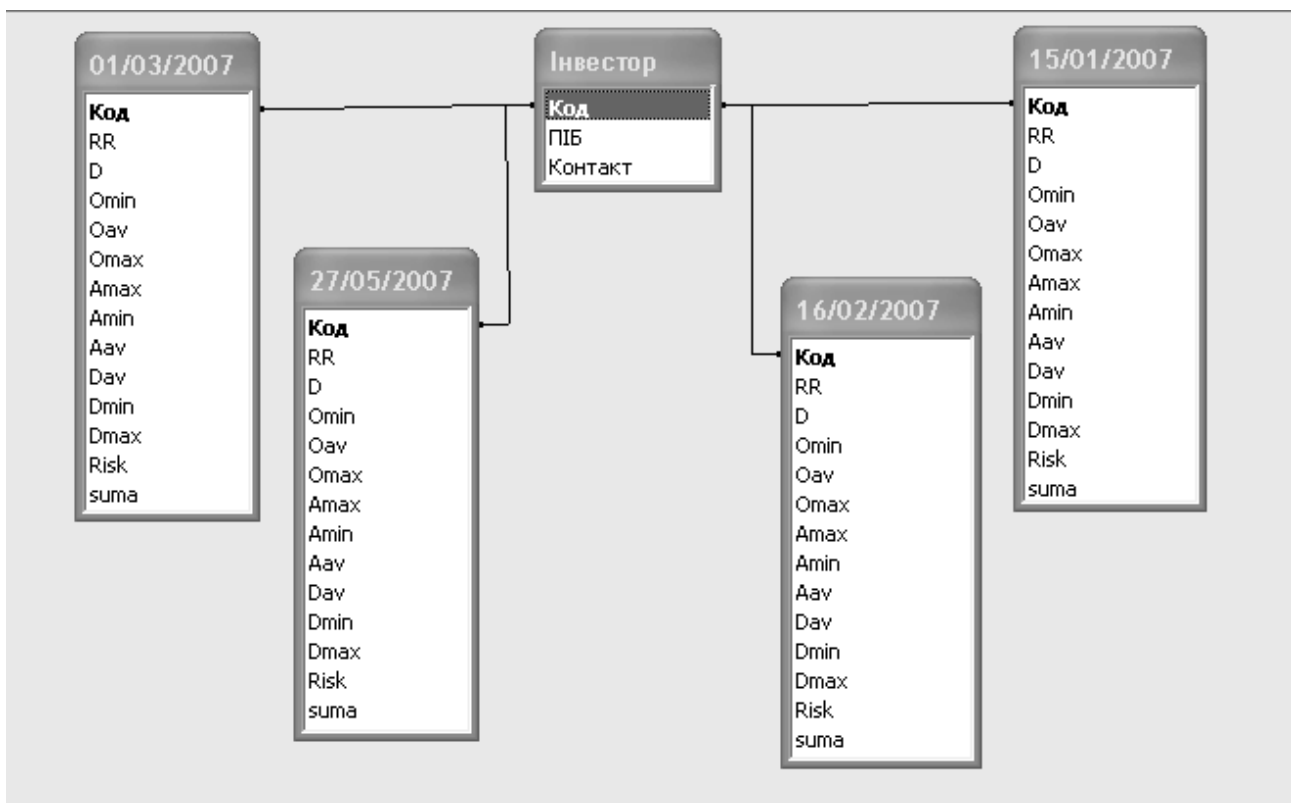 01/03/2007
Код
RR
D
Omin
Oav
Omax
Amax
Amin
Aav
Dav
Dmin
Dmax
Risk
suma
27/05/2007
Код
RR
D
Omin
Oav
Omax
Amax
Amin
Aav
Dav
Dmin
Dmax
Risk
suma
Інвестор
Код
ПІБ
Контакт
16/02/2007
Код
RR
D
Omin
Oav
Omax
Amax
Amin
Aav
Dav
Dmin
Dmax
Risk
suma
15/01/2007
Код
RR
D
Omin
Oav
Omax
Amax
Amin
Aav
Dav
Dmin
Dmax
Risk
suma